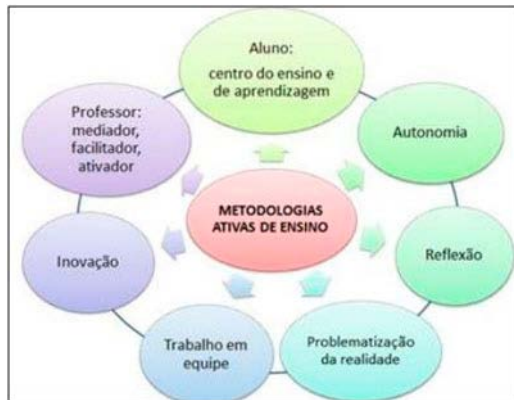 Aluno:
centro do ensino e
de aprendizagem
Professor:
mediador,
facilitador,
ativador
Autonomia
METODOLOGIAS
ATIVAS DE ENSINO
Inovação
Reflexão
Trabalho em
equipe
Problematização
da realidade